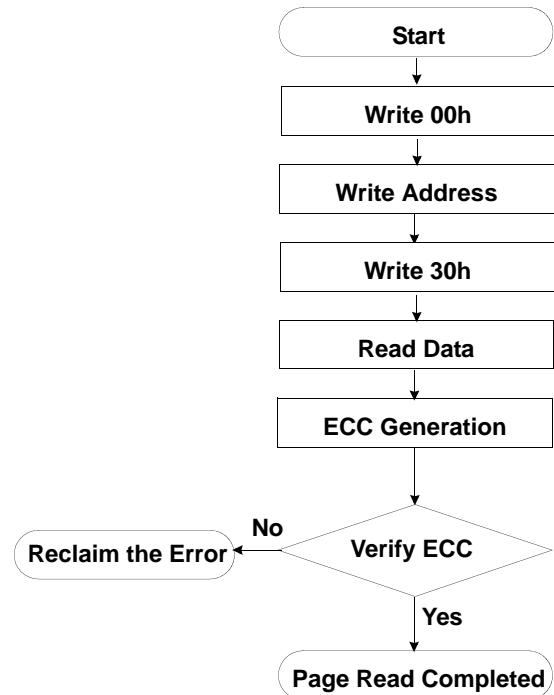 Start
Write 00h
Write Address
Write 30h
Read Data
ECC Generation
No
Reclaim the Error
Verify ECC
Yes
Page Read Completed